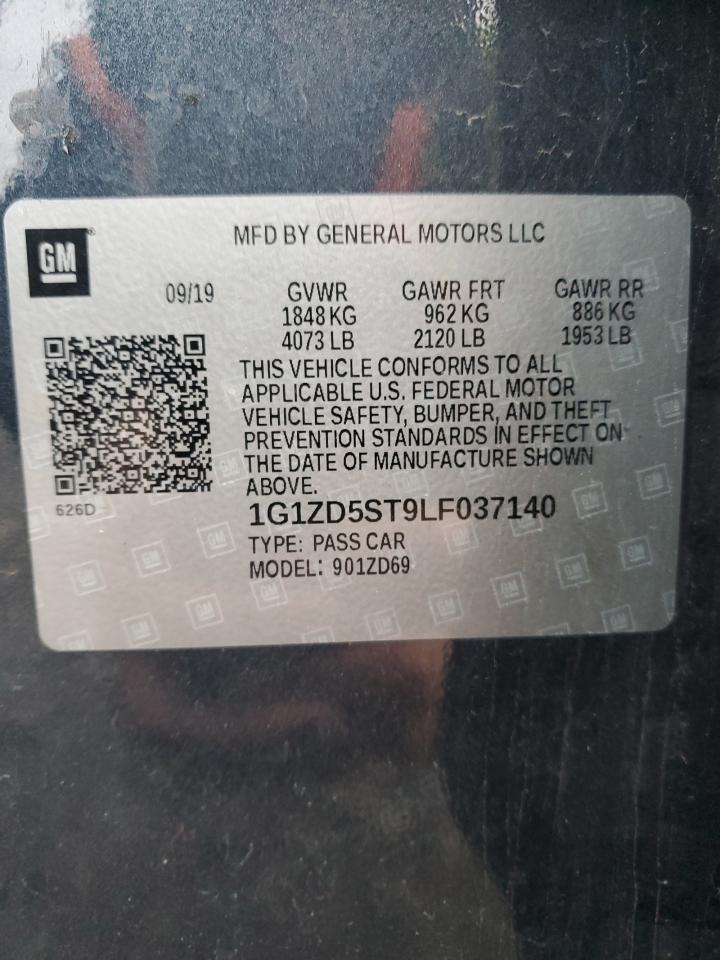 GM
MFD BY GENERAL MOTORS LLC
09/19 GVWR GAWR FRT GAWR RR
1848 KG 962 KG 886 KG
4073 LB 2120 LB 1953 LB
THIS VEHICLE CONFORMS TO ALL
APPLICABLE U.S. FEDERAL MOTOR
VEHICLE SAFETY, BUMPER, AND THEFT
PREVENTION STANDARDS IN EFFECT ON
THE DATE OF MANUFACTURE SHOWN
ABOVE.
626D
1G1ZD5ST9LF037140
TYPE: PASS CAR
MODEL: 901ZD69